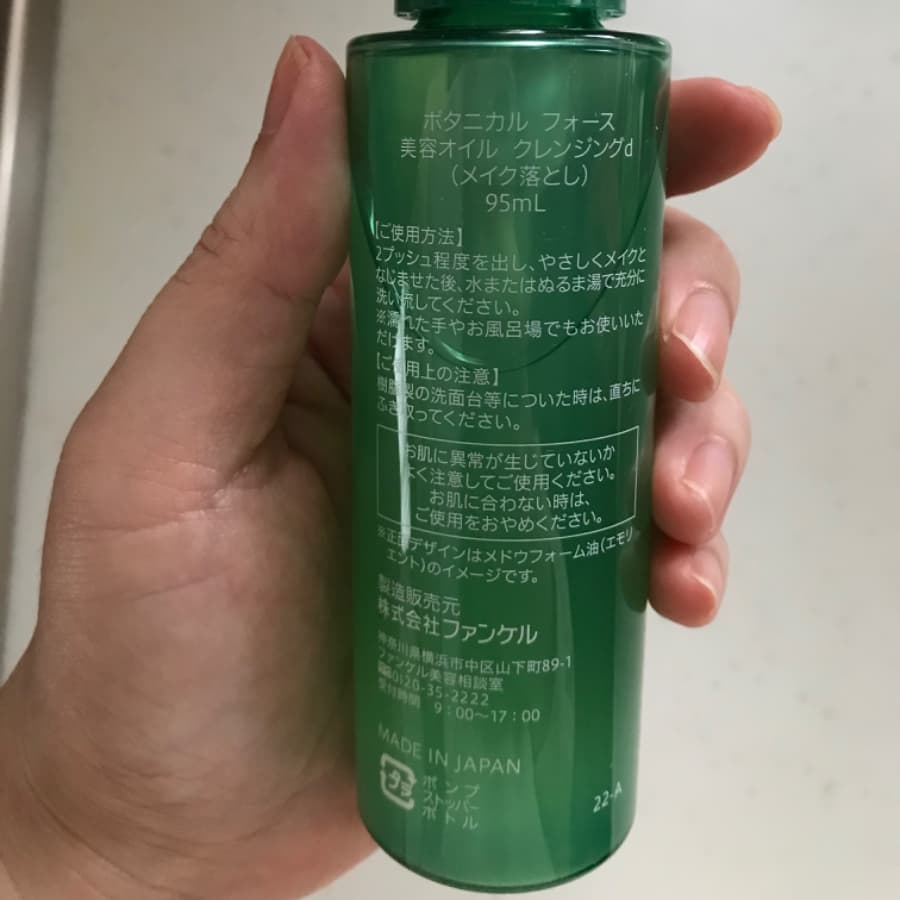 ボタニカル フォース
美容オイル クレンジングd
(メイク落とし)
95mL
【ご使用方法】
2プッシュ程度を出し、やさしくメイクと
なじませた後、水またはぬるま湯で充分に
洗い流してください。
※濡れた手やお風呂場でもお使いいた
だけます。
【ご使用上の注意】
樹脂製の洗面台等についた時は、直ちに
ふき取ってください。
お肌に異常が生じていないか
よく注意してご使用ください。
お肌に合わない時は、
ご使用をおやめください。
※正面デザインはメドウフォーム油(エモリ
エント)のイメージです。
製造販売元
株式会社ファンケル
神奈川県横浜市中区山下町89-1
ファンケル美容相談室
0120-35-2222
受付時間 9:00〜17:00
MADE IN JAPAN
プラ
ポンプ
ストッパー
ボトル
22-A